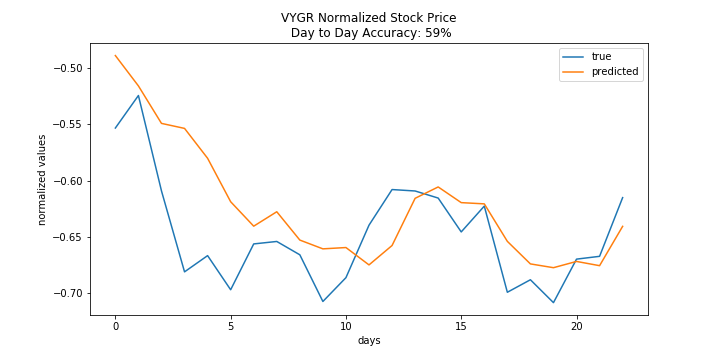 VYGR Normalized Stock Price
Day to Day Accuracy: 59%
true
predicted
−0.50
−0.55
−0.60
−0.65
−0.70
normalized values
0
5
10
15
20
days